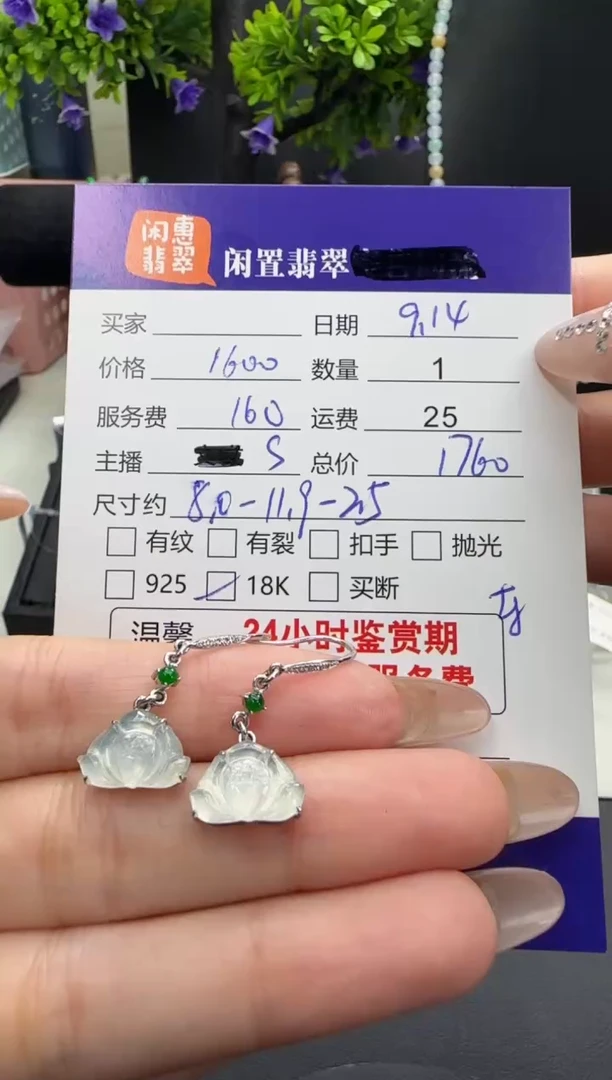 闲惠
翡翠
闲置翡翠
买家 日期 9.14
价格 1600 数量 1
服务费 160 运费 25
主播 S 总价 1760
尺寸约 8.0-11.9-2.5
有纹 有裂 扣手 抛光
925 18K 买断
温馨 24小时鉴赏期
服务费